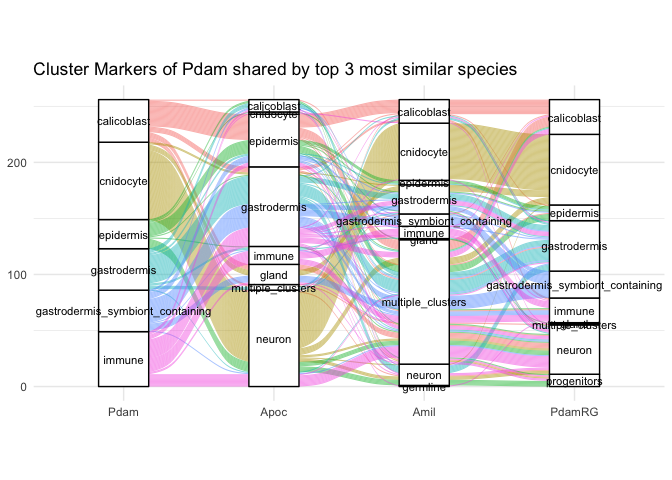 Cluster Markers of Pdam shared by top 3 most similar species
200
100
0
calicoblast
cnidocyte
epidermis
gastrodermis
gastrodermis_symbiont_containing
immune
calicoblast
cnidocyte
epidermis
gastrodermis
immune
gland
multiple_clusters
neuron
cnidocyte
epidermis
gastrodermis
gastrodermis_symbiont_containing
immune
gland
multiple_clusters
neuron
germline
calicoblast
cnidocyte
epidermis
gastrodermis
gastrodermis_symbiont_containing
immune
multiple_clusters
neuron
progenitors
Pdam
Apoc
Amil
PdamRG